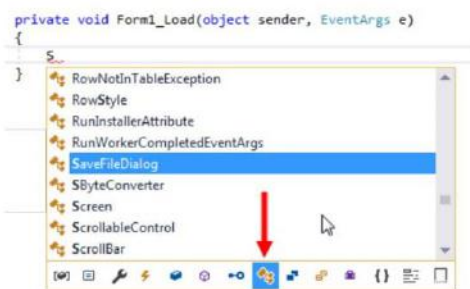 private void Form1_Load(object sender, EventArgs e)
{
S
}
RowNotInTableException
RowStyle
RunInstallerAttribute
RunWorkerCompletedEventArgs
SaveFileDialog
SByteConverter
Screen
ScrollableControl
ScrollBar
{}